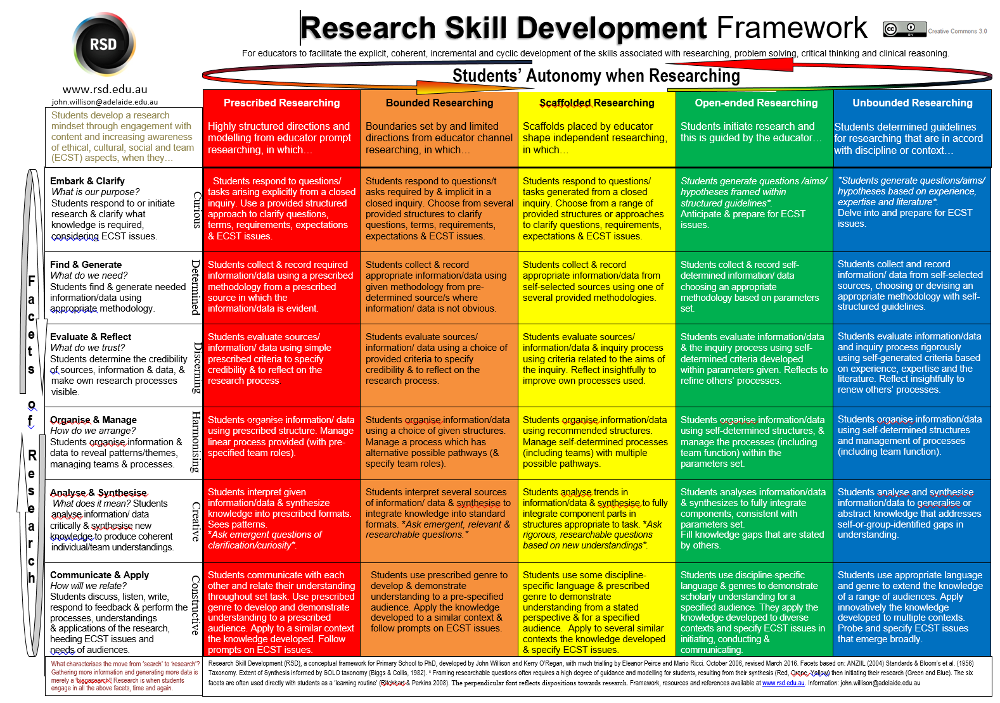 Research Skill Development Framework
CC BY
Creative Commons 3.0
RSD
www.rsd.edu.au
john.willison@adelaide.edu.au
For educators to facilitate the explicit, coherent, incremental and cyclic development of the skills associated with researching, problem solving, critical thinking and clinical reasoning.
Students' Autonomy when Researching
Students develop a research
mindset through engagement with
content and increasing awareness
of ethical, cultural, social and team
(ECST) aspects, when they…
Prescribed Researching
Highly structured directions and
modelling from educator prompt
researching, in which…
Bounded Researching
Boundaries set by and limited
directions from educator channel
researching, in which…
Scaffolded Researching
Scaffolds placed by educator
shape independent researching,
in which…
Open-ended Researching
Students initiate research and
this is guided by the educator…
Unbounded Researching
Students determined guidelines
for researching that are in accord
with discipline or context…
Facets of Research
Embark & Clarify
What is our purpose?
Students respond to or initiate
research & clarify what
knowledge is required,
considering ECST issues.
Curious
Students respond to questions/
tasks arising explicitly from a closed
inquiry. Use a provided structured
approach to clarify questions,
terms, requirements, expectations
& ECST issues.
Students respond to questions/t
asks required by & implicit in a
closed inquiry. Choose from several
provided structures to clarify
questions, terms, requirements,
expectations & ECST issues.
Students respond to questions/
tasks generated from a closed
inquiry. Choose from a range of
provided structures or approaches
to clarify questions, requirements,
expectations & ECST issues.
Students generate questions /aims/
hypotheses framed within
structured guidelines*.
Anticipate & prepare for ECST
issues.
*Students generate questions/aims/
hypotheses based on experience,
expertise and literature*.
Delve into and prepare for ECST
issues.
Find & Generate
What do we need?
Students find & generate needed
information/data using
appropriate methodology.
Determined
Students collect & record required
information/data using a prescribed
methodology from a prescribed
source in which the
information/data is evident.
Students collect & record
appropriate information/data using
given methodology from pre-
determined source/s where
information/ data is not obvious.
Students collect & record
appropriate information/data from
self-selected sources using one of
several provided methodologies.
Students collect & record self-
determined information/ data
choosing an appropriate
methodology based on parameters
set.
Students collect and record
information/ data from self-selected
sources, choosing or devising an
appropriate methodology with self-
structured guidelines.
Evaluate & Reflect
What do we trust?
Students determine the credibility
of sources, information & data, &
make own research processes
visible.
Discerning
Students evaluate sources/
information/ data using simple
prescribed criteria to specify
credibility & to reflect on the
research process
Students evaluate sources/
information/ data using a choice of
provided criteria to specify
credibility & to reflect on the
research process.
Students evaluate sources/
information/data & inquiry process
using criteria related to the aims of
the inquiry. Reflect insightfully to
improve own processes used.
Students evaluate information/data
& the inquiry process using self-
determined criteria developed
within parameters given. Reflects to
refine others' processes.
Students evaluate information/data
and inquiry process rigorously
using self-generated criteria based
on experience, expertise and the
literature. Reflect insightfully to
renew others' processes.
Organise & Manage
How do we arrange?
Students organise information &
data to reveal patterns/themes,
managing teams & processes.
Harmonising
Students organise information/ data
using prescribed structure. Manage
linear process provided (with pre-
specified team roles).
Students organise information/data
using a choice of given structures.
Manage a process which has
alternative possible pathways (&
specify team roles).
Students organise information/data
using recommended structures.
Manage self-determined processes
(including teams) with multiple
possible pathways.
Students organise information/data
using self-determined structures, &
manage the processes (including
team function) within the
parameters set.
Students organise information/data
using self-determined structures
and management of processes
(including team function).
Analyse & Synthesise
What does it mean? Students
analyse information/ data
critically & synthesise new
knowledge to produce coherent
individual/team understandings.
Creative
Students interpret given
information/data & synthesize
knowledge into prescribed formats.
Sees patterns.
*Ask emergent questions of
clarification/curiosity*.
Students interpret several sources
of information/ data & synthesise to
integrate knowledge into standard
formats. *Ask emergent, relevant &
researchable questions.*
Students analyse trends in
information/data & synthesise to fully
integrate component parts in
structures appropriate to task. *Ask
rigorous, researchable questions
based on new understandings*.
Students analyses information/data
& synthesizes to fully integrate
components, consistent with
parameters set.
Fill knowledge gaps that are stated
by others.
Students analyse and synthesise
information/data to generalise or
abstract knowledge that addresses
self-or-group-identified gaps in
understanding.
Communicate & Apply
How will we relate?
Students discuss, listen, write,
respond to feedback & perform the
processes, understandings
& applications of the research,
heeding ECST issues and
needs of audiences.
Constructive
Students communicate with each
other and relate their understanding
throughout set task. Use prescribed
genre to develop and demonstrate
understanding to a prescribed
audience. Apply to a similar context
the knowledge developed. Follow
prompts on ECST issues.
Students use prescribed genre to
develop & demonstrate
understanding to a pre-specified
audience. Apply the knowledge
developed to a similar context &
follow prompts on ECST issues.
Students use some discipline-
specific language & prescribed
genre to demonstrate
understanding from a stated
perspective & for a specified
audience. Apply to several similar
contexts the knowledge developed
& specify ECST issues.
Students use discipline-specific
language & genres to demonstrate
scholarly understanding for a
specified audience. They apply the
knowledge developed to diverse
contexts and specify ECST issues in
initiating, conducting &
communicating.
Students use appropriate language
and genre to extend the knowledge
of a range of audiences. Apply
innovatively the knowledge
developed to multiple contexts.
Probe and specify ECST issues
that emerge broadly.
What characterises the move from 'search' to 'research'?
Gathering more information and generating more data is
merely a 'biggasearch'! Research is when students
engage in all the above facets, time and again.
Research Skill Development (RSD), a conceptual framework for Primary School to PhD, developed by John Willison and Kerry O'Regan, with much trialling by Eleanor Peirce and Mario Ricci. October 2006, revised March 2016. Facets based on: ANZIIL (2004) Standards & Bloom's et al. (1956)
Taxonomy. Extent of Synthesis informed by SOLO taxonomy (Biggs & Collis, 1982). * Framing researchable questions often requires a high degree of guidance and modelling for students, resulting from their synthesis (Red, Orane, Yellow) then initiating their research (Green and Blue). The six
facets are often used directly with students as a 'learning routine' (Ritchhart & Perkins 2008). The perpendicular font reflects dispositions towards research. Framework, resources and references available at www.rsd.edu.au. Information: john.willison@adelaide.edu.au